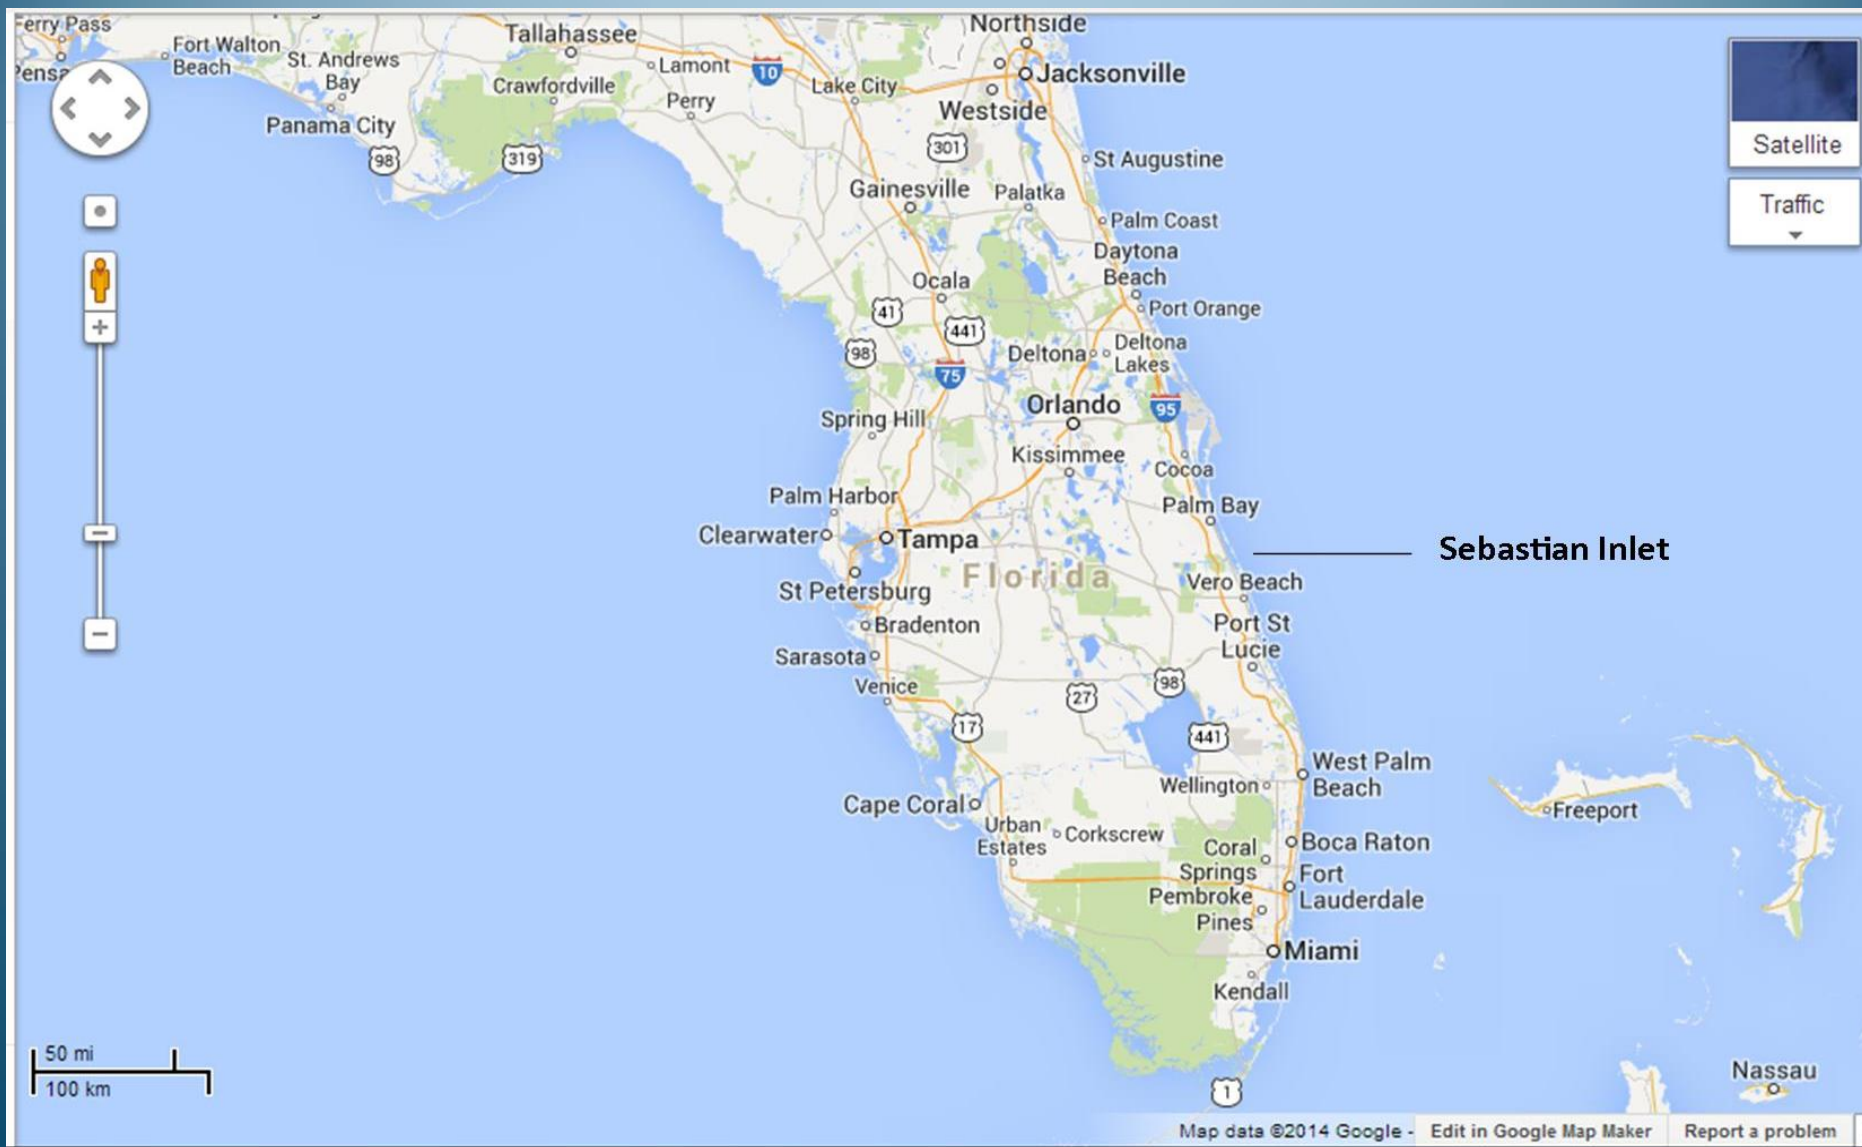 erry Pass
Fort Walton
Beach
Pensa
St. Andrews
Bay
Panama City
98
Tallahassee
Crawfordville
319
Lamont
Perry
10
Lake City
Northside
Jacksonville
Westside
301
St Augustine
Gainesville
Palatka
Palm Coast
Daytona
Beach
Port Orange
Ocala
41
441
98
75
Deltona
Deltona
Lakes
Orlando
95
Spring Hill
Kissimmee
Cocoa
Palm Harbor
Palm Bay
Clearwater
Tampa
Sebastian Inlet
Florida
Vero Beach
St Petersburg
Bradenton
Port St
Lucie
Sarasota
Venice
27
98
17
441
West Palm
Beach
Wellington
Cape Coral
Urban
Estates
Corkscrew
Freeport
Coral
Springs
Boca Raton
Fort
Lauderdale
Pembroke
Pines
Miami
Kendall
1
Nassau
Satellite
Traffic
50 mi
100 km
Map data ©2014 Google -
Edit in Google Map Maker
Report a problem